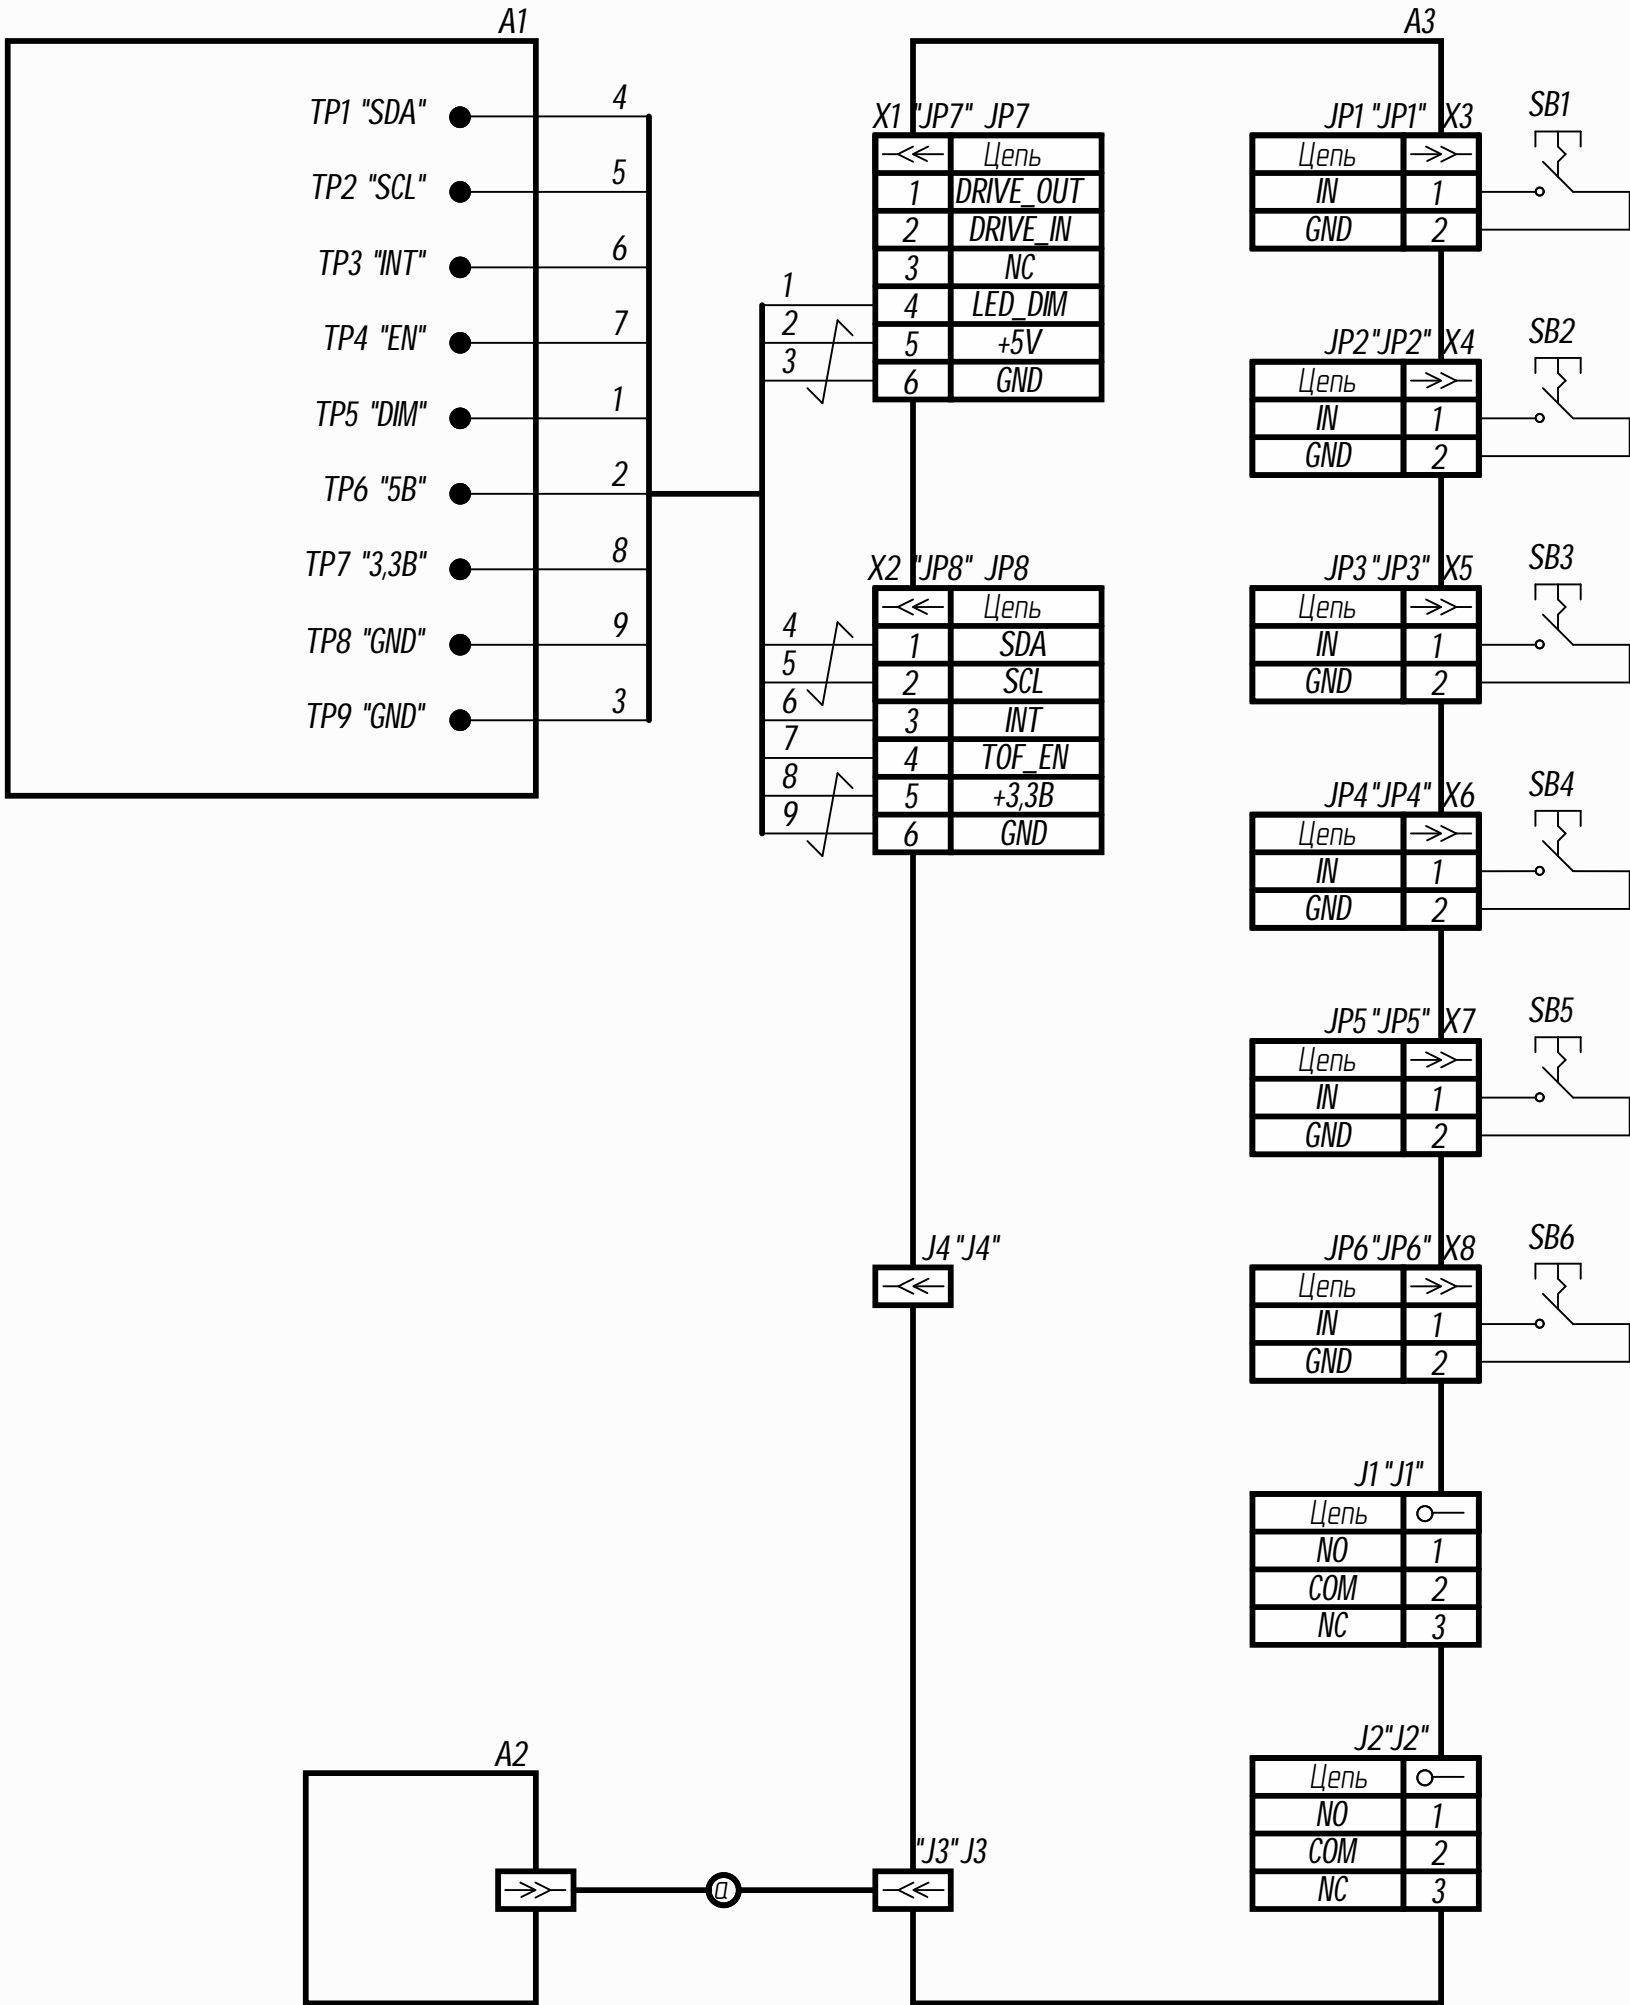 A1
TP1 "SDA" 4
TP2 "SCL" 5
TP3 "INT" 6
TP4 "EN" 7
TP5 "DIM" 1
TP6 "5В" 2
TP7 "3,3В" 8
TP8 "GND" 9
TP9 "GND" 3
A3
X1 "JP7" JP7
Цепь
1 DRIVE_OUT
2 DRIVE_IN
3 NC
1 4 LED_DIM
2 5 +5V
3 6 GND
X2 "JP8" JP8
Цепь
4 1 SDA
5 2 SCL
6 3 INT
7 4 TOF_EN
8 5 +3,3В
9 6 GND
J4 "J4"
A2
а
"J3" J3
JP1 "JP1" X3 SB1
Цепь
IN 1
GND 2
JP2 "JP2" X4 SB2
Цепь
IN 1
GND 2
JP3 "JP3" X5 SB3
Цепь
IN 1
GND 2
JP4 "JP4" X6 SB4
Цепь
IN 1
GND 2
JP5 "JP5" X7 SB5
Цепь
IN 1
GND 2
JP6 "JP6" X8 SB6
Цепь
IN 1
GND 2
J1 "J1"
Цепь
NO 1
COM 2
NC 3
J2 "J2"
Цепь
NO 1
COM 2
NC 3